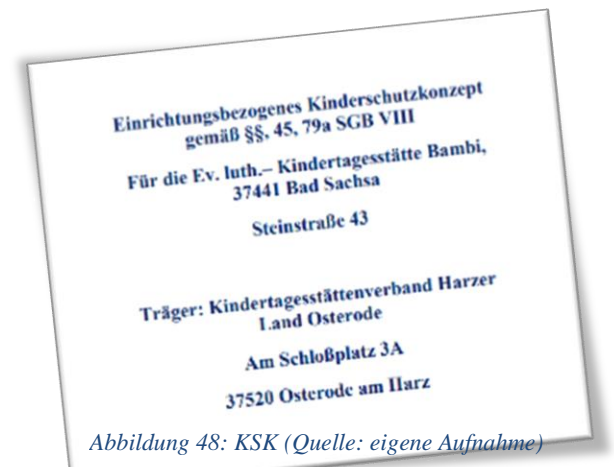 Einrichtungsbezogenes Kinderschutzkonzept
gemäß §§. 45, 79a SGB VIII
Für die Ev. luth.– Kindertagesstätte Bambi,
37441 Bad Sachsa
Steinstraße 43
Träger: Kindertagesstättenverband Harzer
Land Osterode
Am Schloßplatz 3A
37520 Osterode am Harz
Abbildung 48: KSK (Quelle: eigene Aufnahme)